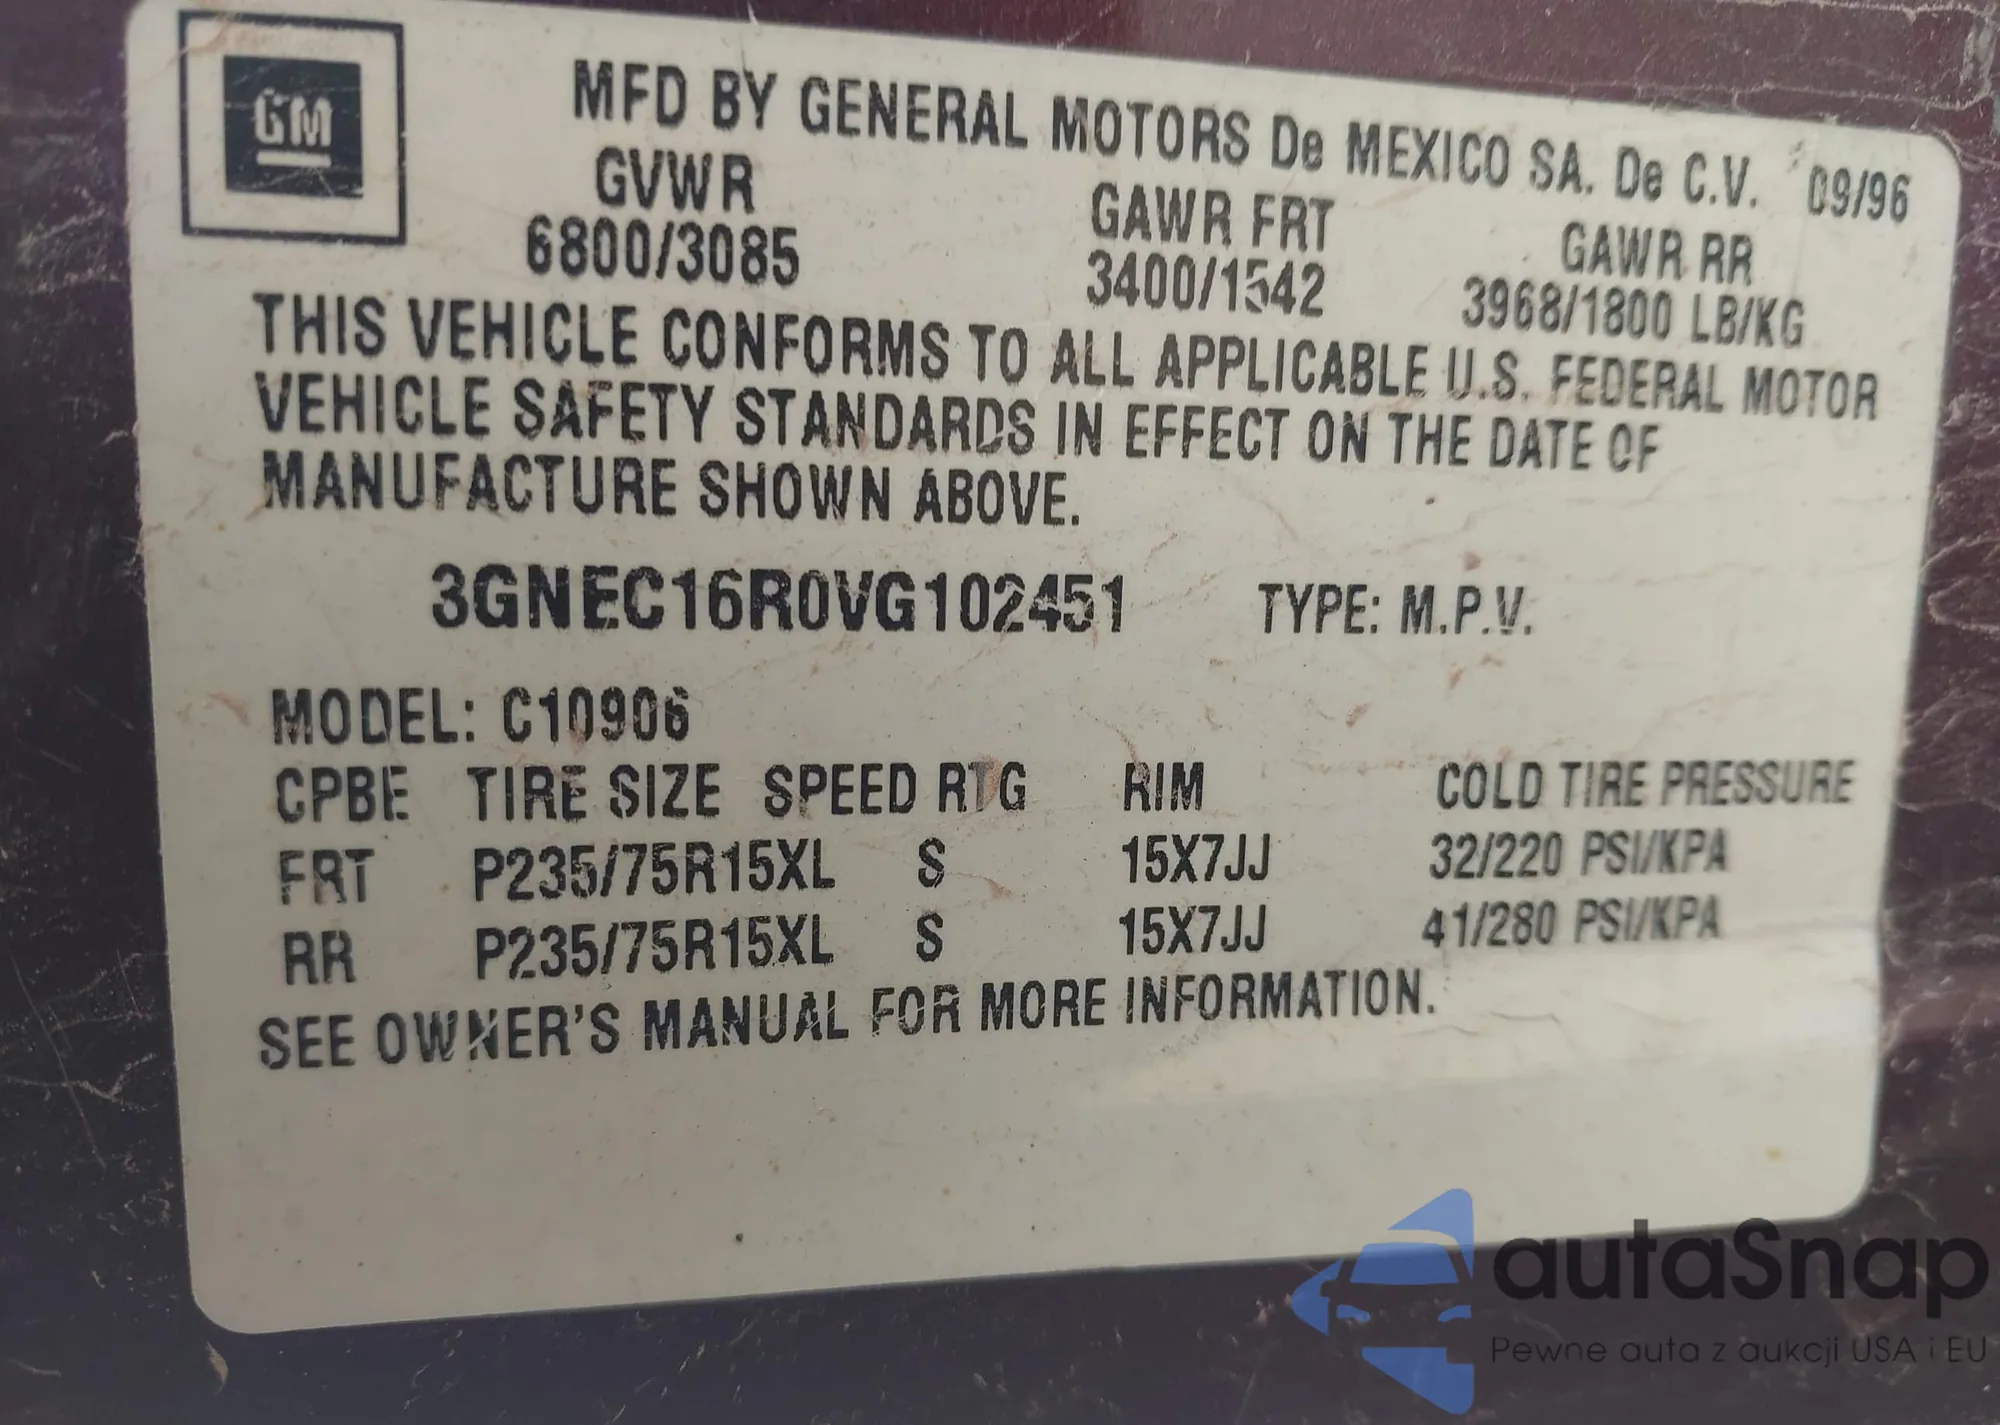 GM
MFD BY GENERAL MOTORS De MEXICO SA. De C.V. 09/96
GVWR GAWR FRT GAWR RR
6800/3085 3400/1542 3968/1800 LB/KG
THIS VEHICLE CONFORMS TO ALL APPLICABLE U.S. FEDERAL MOTOR
VEHICLE SAFETY STANDARDS IN EFFECT ON THE DATE OF
MANUFACTURE SHOWN ABOVE.
3GNEC16R0VG102451 TYPE: M.P.V.
MODEL: C10906
CPBE TIRE SIZE SPEED RTG RIM COLD TIRE PRESSURE
FRT P235/75R15XL S 15X7JJ 32/220 PSI/KPA
RR P235/75R15XL S 15X7JJ 41/280 PSI/KPA
SEE OWNER'S MANUAL FOR MORE INFORMATION.
autaSnap
Pewne auta z aukcji USA i EU